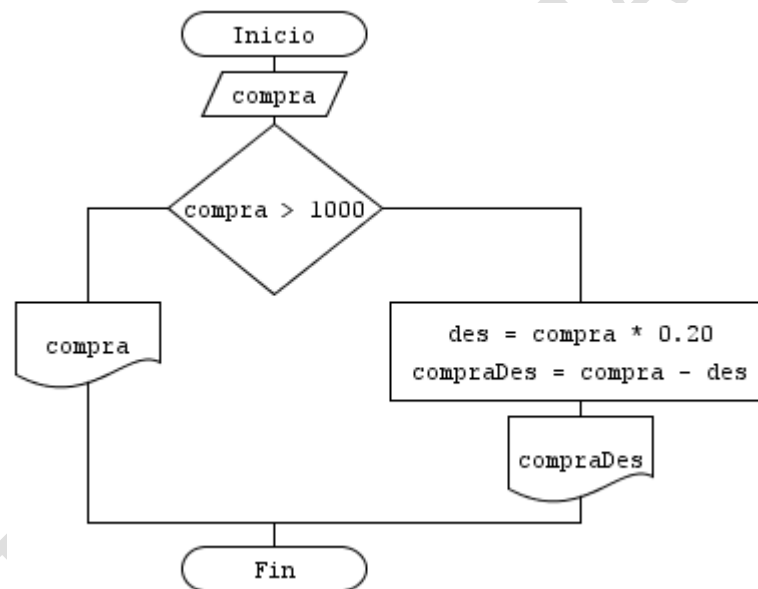 Inicio
compra
compra > 1000
compra
des = compra * 0.20
compraDes = compra - des
compraDes
Fin